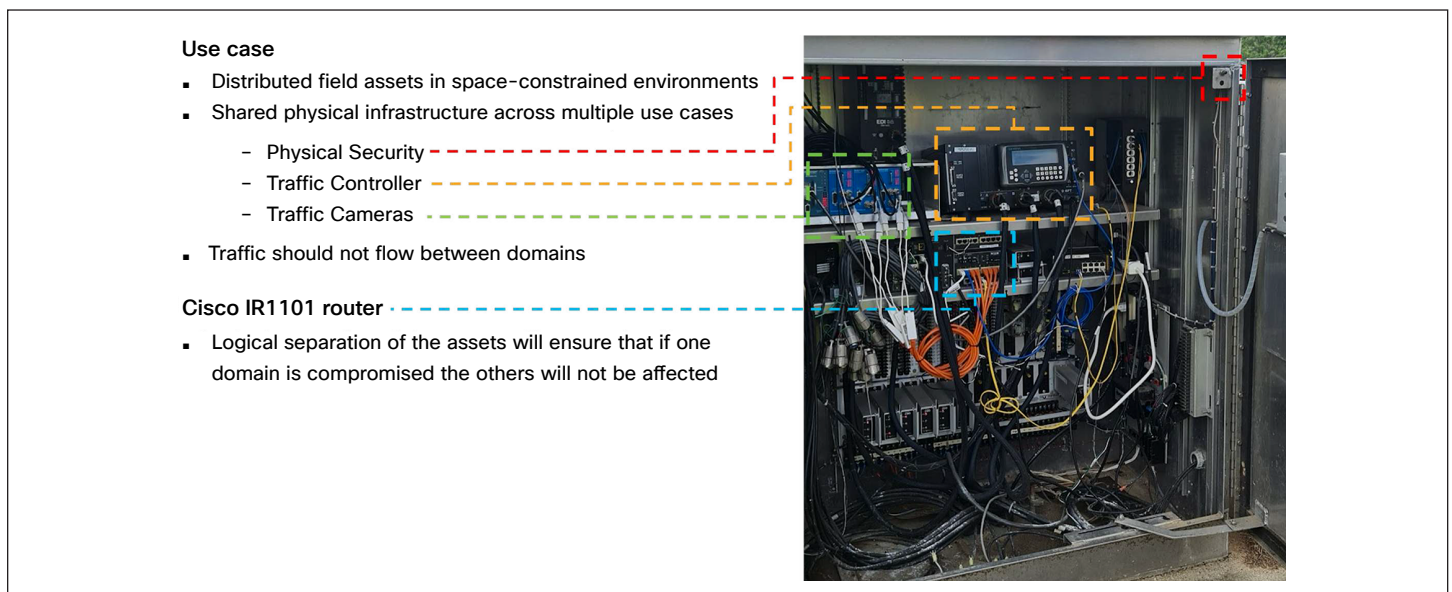 Use case
▪ Distributed field assets in space-constrained environments
▪ Shared physical infrastructure across multiple use cases
– Physical Security
– Traffic Controller
– Traffic Cameras
▪ Traffic should not flow between domains
Cisco IR1101 router
▪ Logical separation of the assets will ensure that if one
domain is compromised the others will not be affected